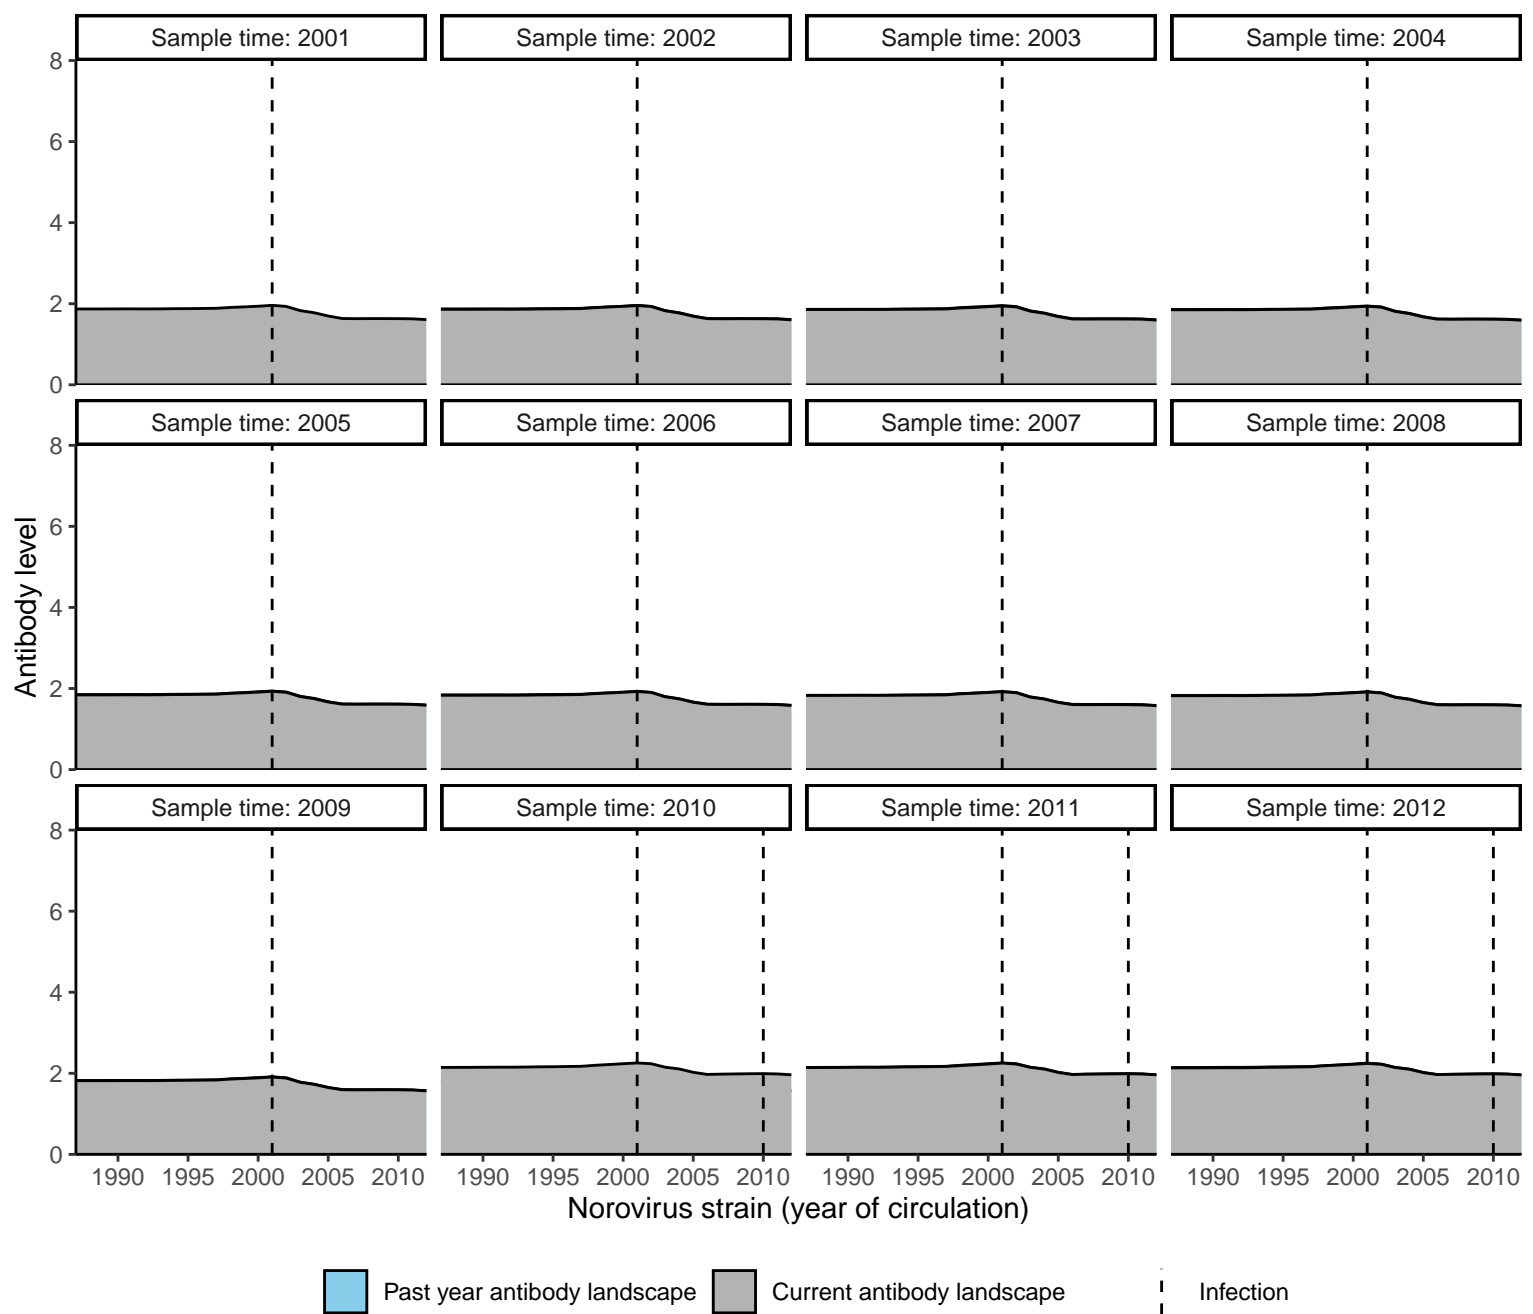 Sample time: 2001
Sample time: 2002
Sample time: 2003
Sample time: 2004
8
6
4
2
0
Sample time: 2005
Sample time: 2006
Sample time: 2007
Sample time: 2008
8
6
4
2
0
Antibody level
Sample time: 2009
Sample time: 2010
Sample time: 2011
Sample time: 2012
8
6
4
2
0
1990 1995 2000 2005 2010
1990 1995 2000 2005 2010
1990 1995 2000 2005 2010
1990 1995 2000 2005 2010
Norovirus strain (year of circulation)
Past year antibody landscape
Current antibody landscape
Infection